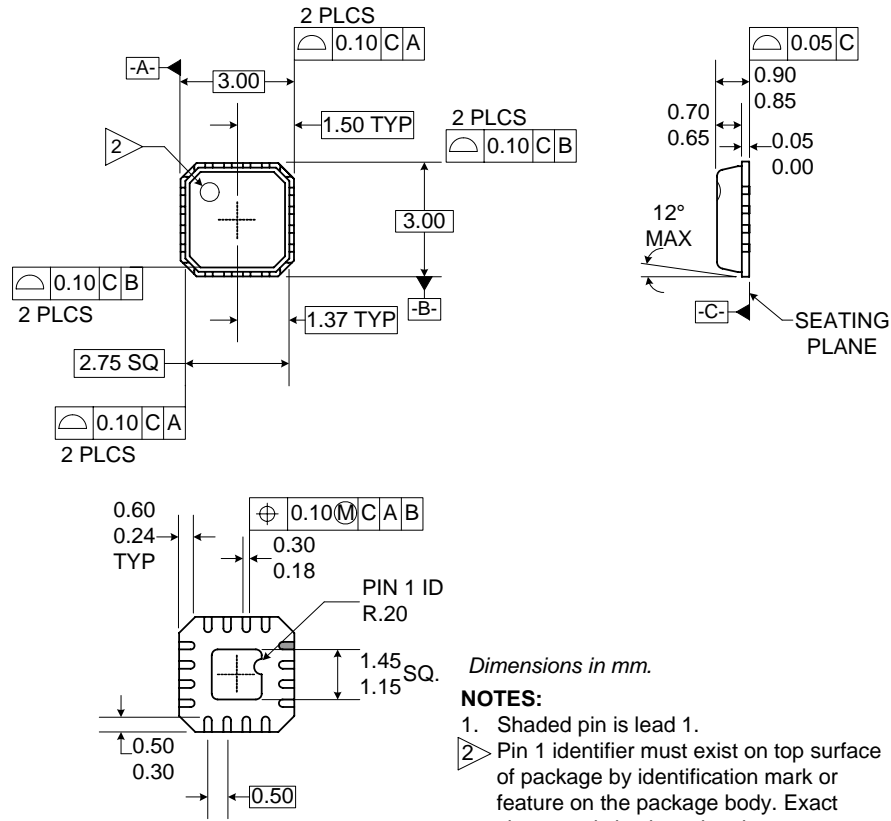 2 PLCS
⌓ 0.10 C A
-A-
3.00
1.50 TYP
2
2 PLCS
⌓ 0.10 C B
3.00
⌓ 0.10 C B
2 PLCS
-B-
1.37 TYP
2.75 SQ
⌓ 0.10 C A
2 PLCS
⌓ 0.05 C
0.90
0.85
0.70
0.65
0.05
0.00
12°
MAX
-C-
SEATING
PLANE
0.60
0.24
TYP
⌖ 0.10 Ⓜ C A B
0.30
0.18
PIN 1 ID
R.20
1.45
1.15
SQ.
0.50
0.30
0.50
Dimensions in mm.
NOTES:
1. Shaded pin is lead 1.
2 Pin 1 identifier must exist on top surface
of package by identification mark or
feature on the package body. Exact